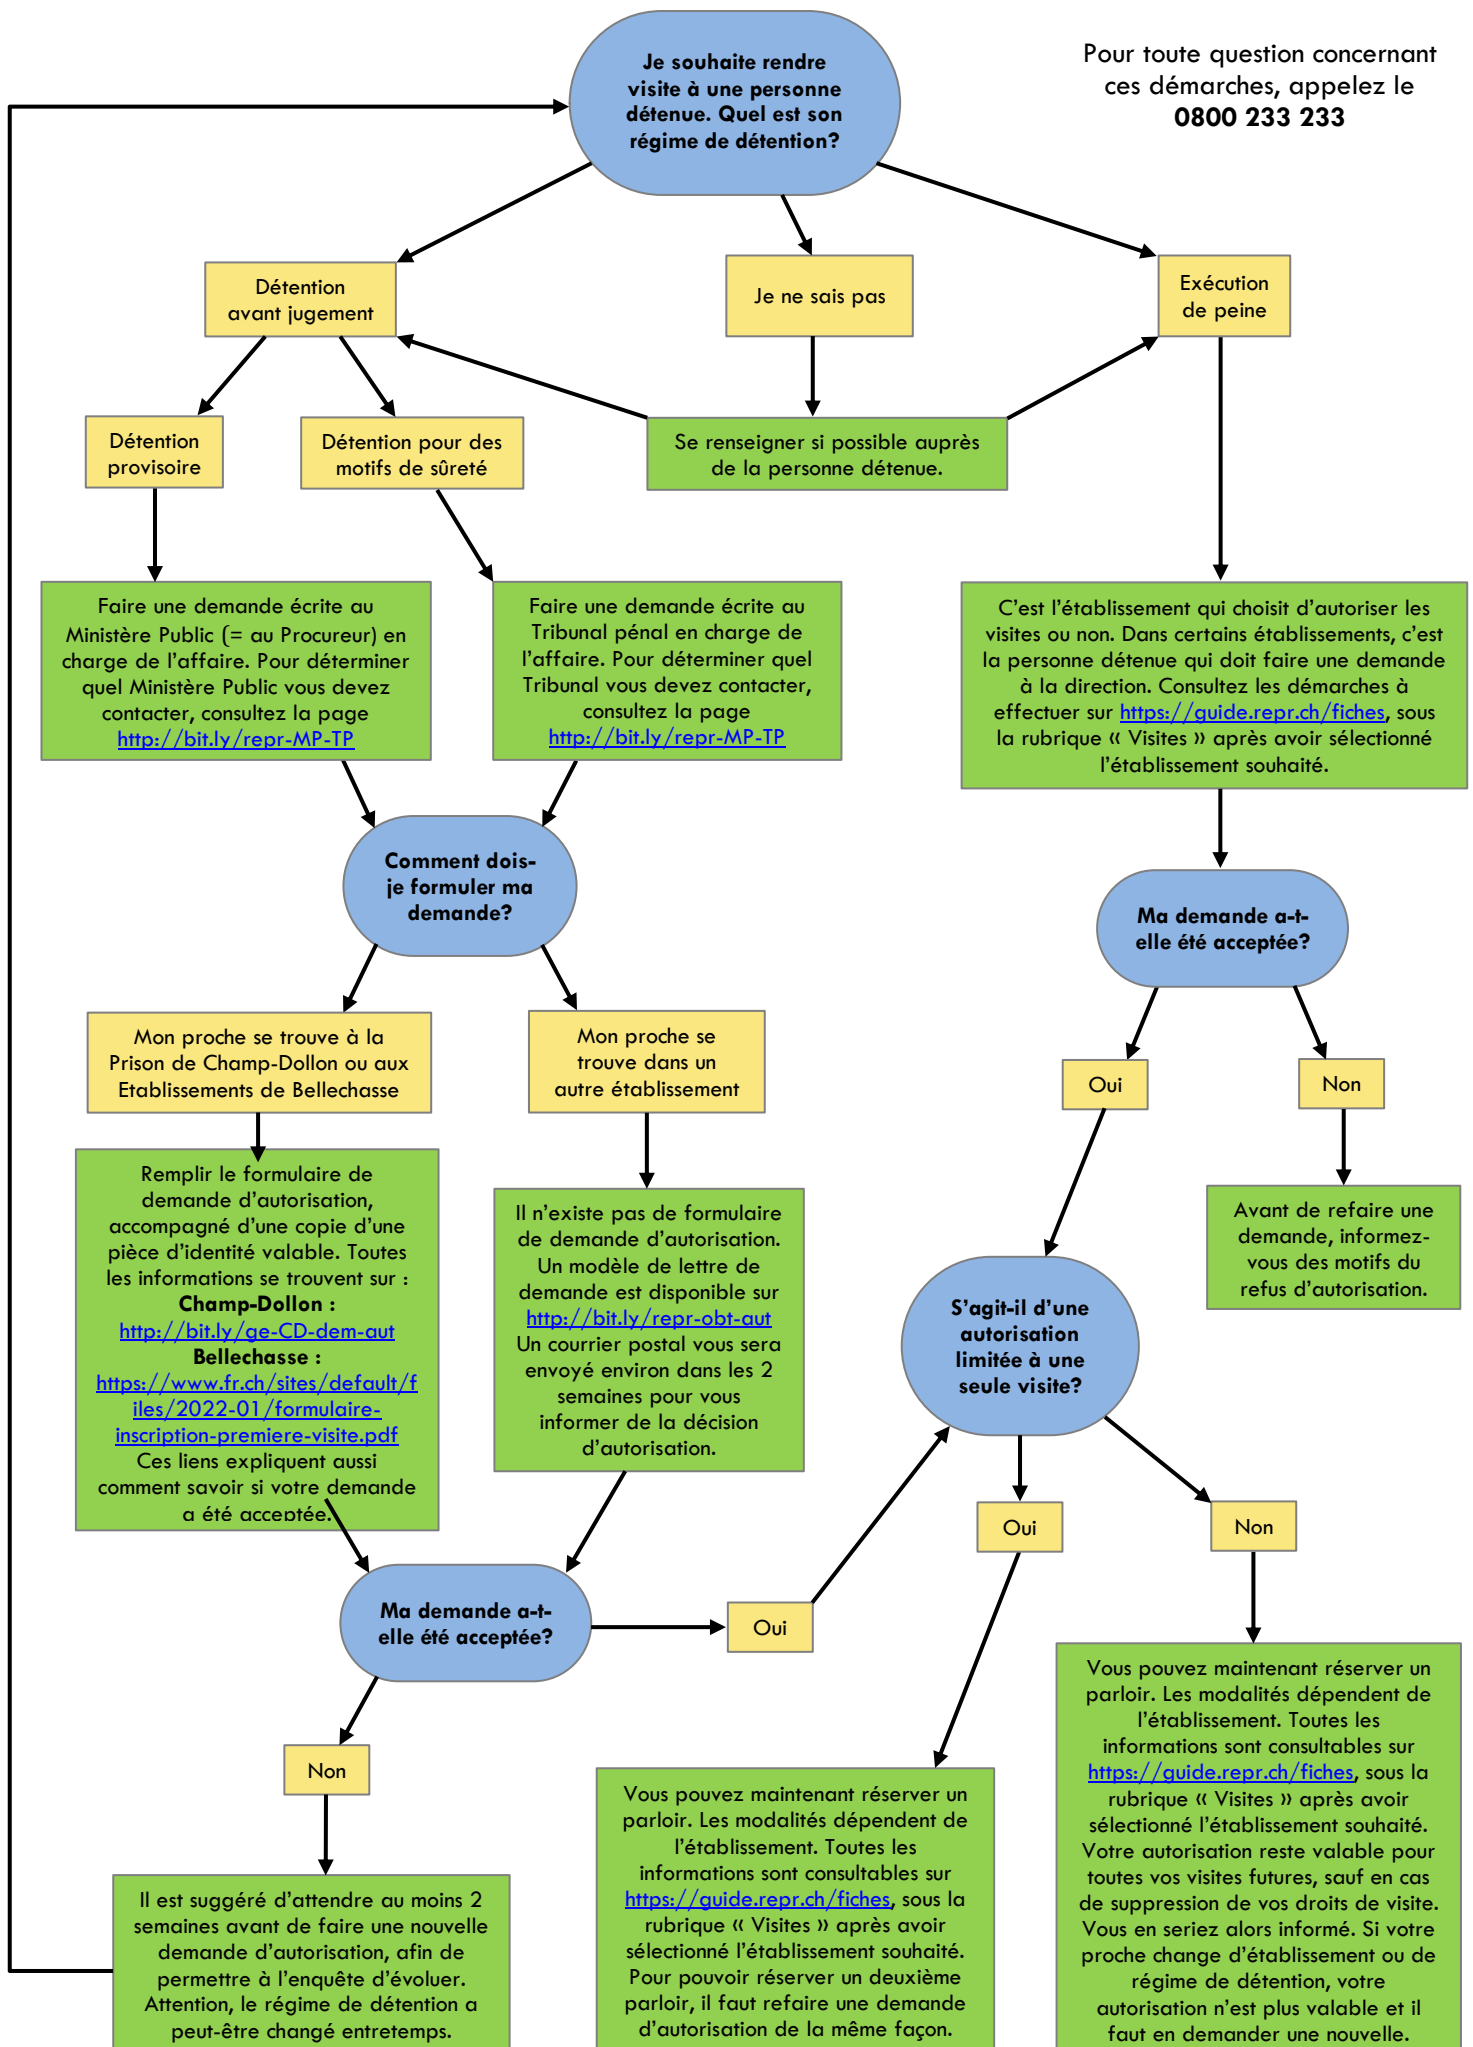 Je souhaite rendre
visite à une personne
détenue. Quel est son
régime de détention?
Pour toute question concernant
ces démarches, appelez le
0800 233 233
Détention
avant jugement
Je ne sais pas
Exécution
de peine
Détention
provisoire
Détention pour des
motifs de sûreté
Se renseigner si possible auprès
de la personne détenue.
Faire une demande écrite au
Ministère Public (= au Procureur) en
charge de l’affaire. Pour déterminer
quel Ministère Public vous devez
contacter, consultez la page
http://bit.ly/repr-MP-TP
Faire une demande écrite au
Tribunal pénal en charge de
l’affaire. Pour déterminer quel
Tribunal vous devez contacter,
consultez la page
http://bit.ly/repr-MP-TP
C’est l’établissement qui choisit d’autoriser les
visites ou non. Dans certains établissements, c’est
la personne détenue qui doit faire une demande
à la direction. Consultez les démarches à
effectuer sur https://guide.repr.ch/fiches, sous
la rubrique « Visites » après avoir sélectionné
l’établissement souhaité.
Comment dois-
je formuler ma
demande?
Ma demande a-t-
elle été acceptée?
Mon proche se trouve à la
Prison de Champ-Dollon ou aux
Etablissements de Bellechasse
Mon proche se
trouve dans un
autre établissement
Oui
Non
Remplir le formulaire de
demande d’autorisation,
accompagné d’une copie d’une
pièce d’identité valable. Toutes
les informations se trouvent sur :
Champ-Dollon :
http://bit.ly/ge-CD-dem-aut
Bellechasse :
https://www.fr.ch/sites/default/f
iles/2022-01/formulaire-
inscription-premiere-visite.pdf
Ces liens expliquent aussi
comment savoir si votre demande
a été acceptée.
Il n’existe pas de formulaire
de demande d’autorisation.
Un modèle de lettre de
demande est disponible sur
http://bit.ly/repr-obt-aut
Un courrier postal vous sera
envoyé environ dans les 2
semaines pour vous
informer de la décision
d’autorisation.
Avant de refaire une
demande, informez-
vous des motifs du
refus d’autorisation.
S’agit-il d’une
autorisation
limitée à une
seule visite?
Oui
Non
Ma demande a-t-
elle été acceptée?
Oui
Non
Il est suggéré d’attendre au moins 2
semaines avant de faire une nouvelle
demande d’autorisation, afin de
permettre à l’enquête d’évoluer.
Attention, le régime de détention a
peut-être changé entretemps.
Vous pouvez maintenant réserver un
parloir. Les modalités dépendent de
l’établissement. Toutes les
informations sont consultables sur
https://guide.repr.ch/fiches, sous la
rubrique « Visites » après avoir
sélectionné l’établissement souhaité.
Pour pouvoir réserver un deuxième
parloir, il faut refaire une demande
d’autorisation de la même façon.
Vous pouvez maintenant réserver un
parloir. Les modalités dépendent de
l’établissement. Toutes les
informations sont consultables sur
https://guide.repr.ch/fiches, sous la
rubrique « Visites » après avoir
sélectionné l’établissement souhaité.
Votre autorisation reste valable pour
toutes vos visites futures, sauf en cas
de suppression de vos droits de visite.
Vous en seriez alors informé. Si votre
proche change d’établissement ou de
régime de détention, votre
autorisation n’est plus valable et il
faut en demander une nouvelle.